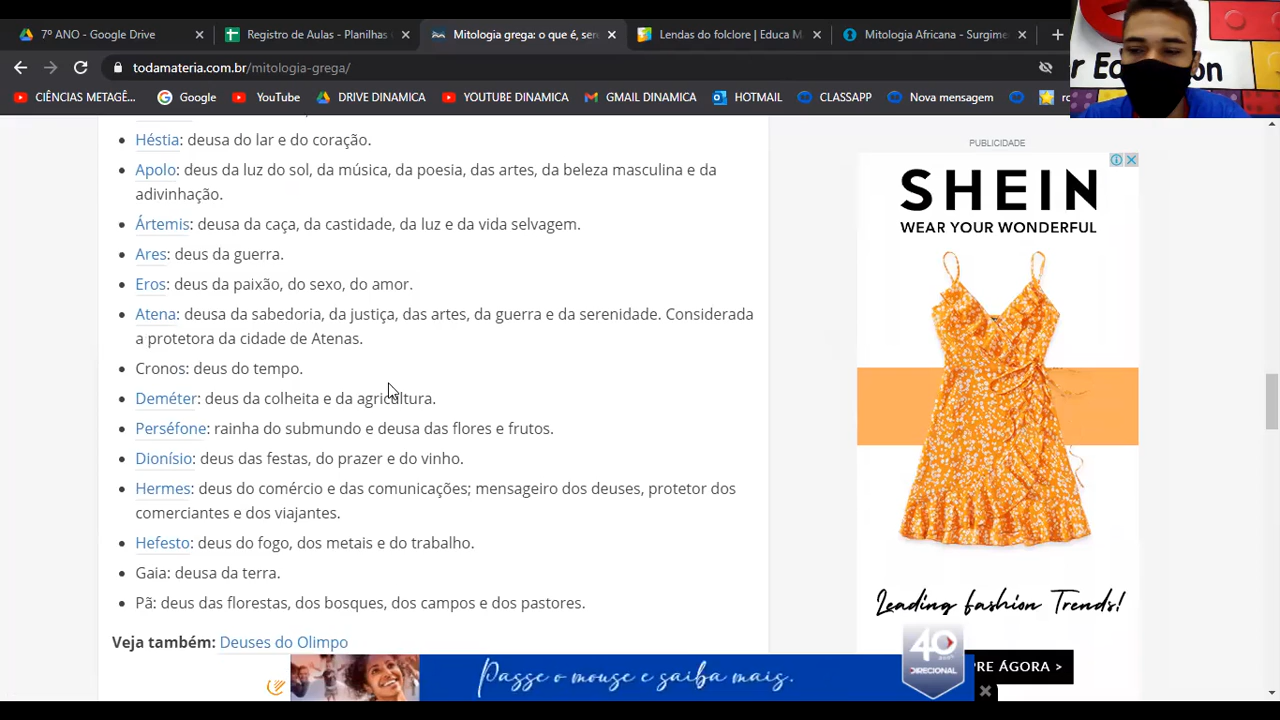 7º ANO - Google Drive
Registro de Aulas - Planilhas
Mitologia grega: o que é, ser
Lendas do folclore | Educa M
Mitologia Africana - Surgime
todamateria.com.br/mitologia-grega/
CIÊNCIAS METAGÊ...
Google
YouTube
DRIVE DINAMICA
YOUTUBE DINAMICA
GMAIL DINAMICA
HOTMAIL
CLASSAPP
Nova mensagem
Héstia: deusa do lar e do coração.
Apolo: deus da luz do sol, da música, da poesia, das artes, da beleza masculina e da
adivinhação.
Ártemis: deusa da caça, da castidade, da luz e da vida selvagem.
Ares: deus da guerra.
Eros: deus da paixão, do sexo, do amor.
Atena: deusa da sabedoria, da justiça, das artes, da guerra e da serenidade. Considerada
a protetora da cidade de Atenas.
Cronos: deus do tempo.
Deméter: deus da colheita e da agricultura.
Perséfone: rainha do submundo e deusa das flores e frutos.
Dionísio: deus das festas, do prazer e do vinho.
Hermes: deus do comércio e das comunicações; mensageiro dos deuses, protetor dos
comerciantes e dos viajantes.
Hefesto: deus do fogo, dos metais e do trabalho.
Gaia: deusa da terra.
Pã: deus das florestas, dos bosques, dos campos e dos pastores.
Veja também: Deuses do Olimpo
PUBLICIDADE
SHEIN
WEAR YOUR WONDERFUL
Leading fashion Trends!
PRE ÁGORA >
Passe o mouse e saiba mais.
40
DIRECIONAL